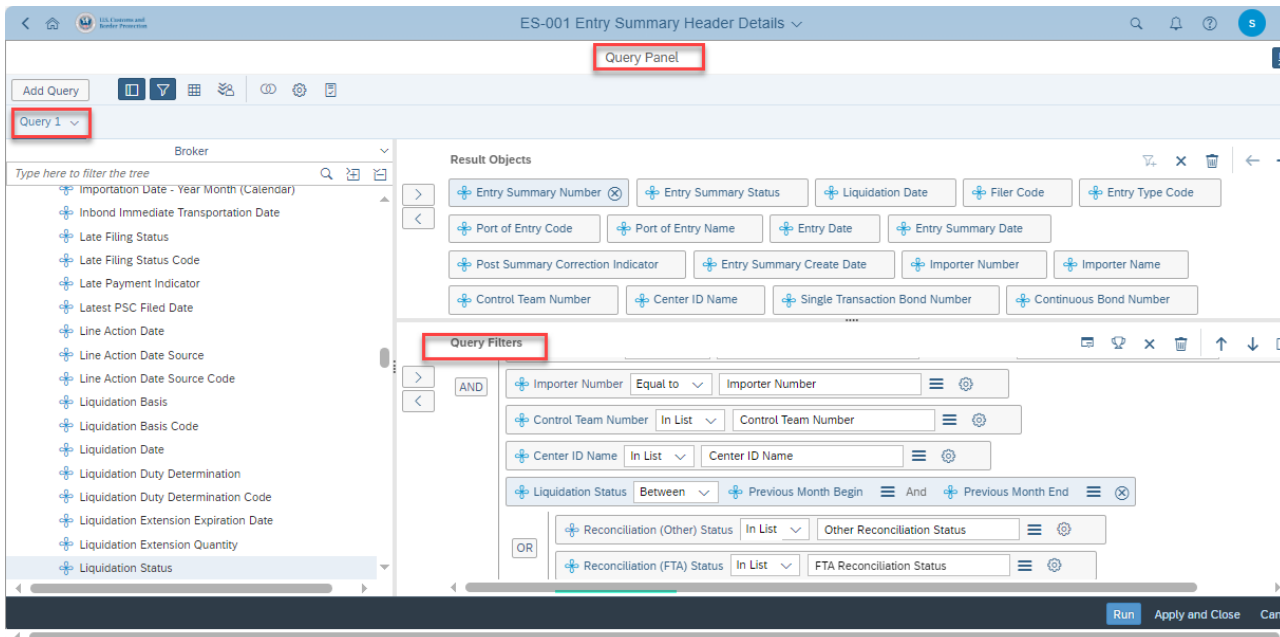 U.S. Customs and
Border Protection
ES-001 Entry Summary Header Details
S
Query Panel
Add Query
Query 1
Broker
Type here to filter the tree
Importation Date - Year Month (Calendar)
Inbond Immediate Transportation Date
Late Filing Status
Late Filing Status Code
Late Payment Indicator
Latest PSC Filed Date
Line Action Date
Line Action Date Source
Line Action Date Source Code
Liquidation Basis
Liquidation Basis Code
Liquidation Date
Liquidation Duty Determination
Liquidation Duty Determination Code
Liquidation Extension Expiration Date
Liquidation Extension Quantity
Liquidation Status
Result Objects
Entry Summary Number Entry Summary Status Liquidation Date Filer Code Entry Type Code
Port of Entry Code Port of Entry Name Entry Date Entry Summary Date
Post Summary Correction Indicator Entry Summary Create Date Importer Number Importer Name
Control Team Number Center ID Name Single Transaction Bond Number Continuous Bond Number
Query Filters
AND
Importer Number Equal to Importer Number
Control Team Number In List Control Team Number
Center ID Name In List Center ID Name
Liquidation Status Between Previous Month Begin And Previous Month End
OR
Reconciliation (Other) Status In List Other Reconciliation Status
Reconciliation (FTA) Status In List FTA Reconciliation Status
Run Apply and Close Can